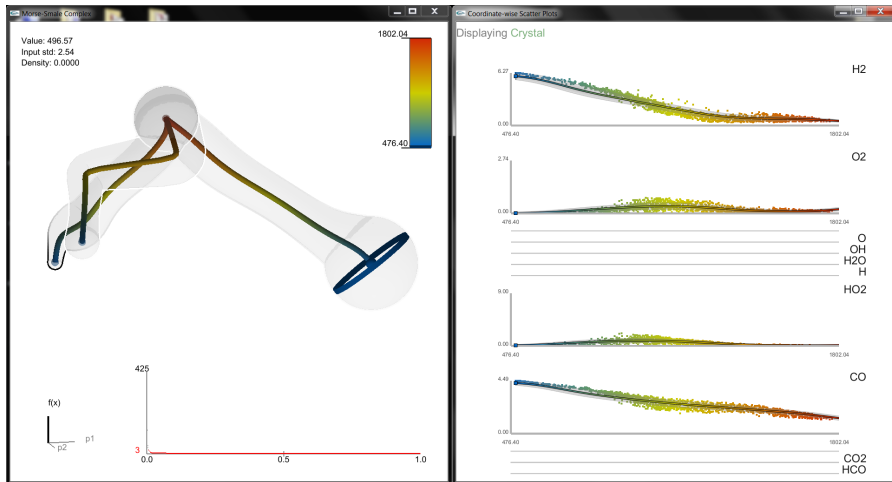 Morse-Smale Complex
Value: 496.57
Input std: 2.54
Density: 0.0000
1802.04
476.40
f(x)
p1
p2
425
3
0.0
0.5
1.0
Coordinate-wise Scatter Plots
Displaying Crystal
H2
6.27
0.00
476.40
1802.04
O2
2.74
0.00
476.40
1802.04
O
OH
H2O
H
HO2
9.00
0.00
476.40
1802.04
CO
4.49
0.00
476.40
1802.04
CO2
HCO